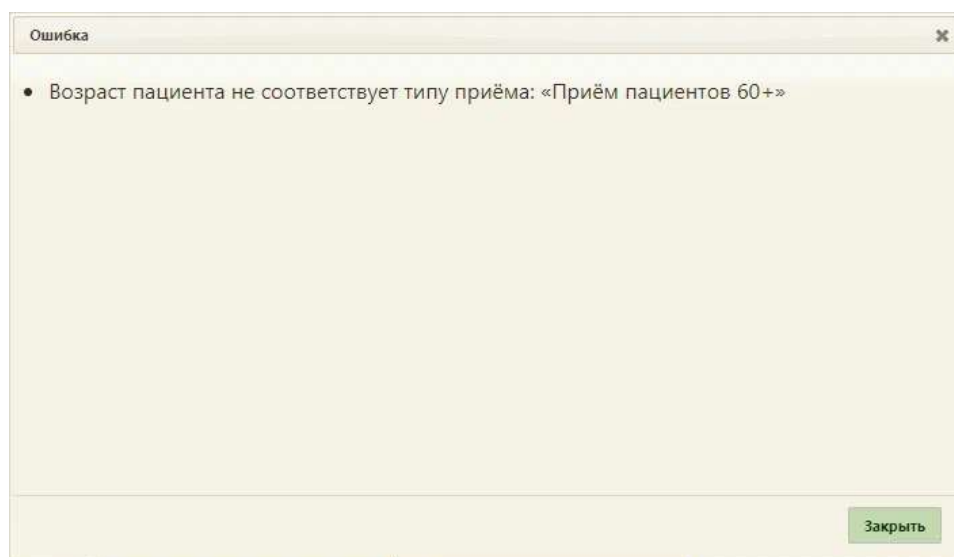 Ошибка
• Возраст пациента не соответствует типу приёма: «Приём пациентов 60+»
Закрыть